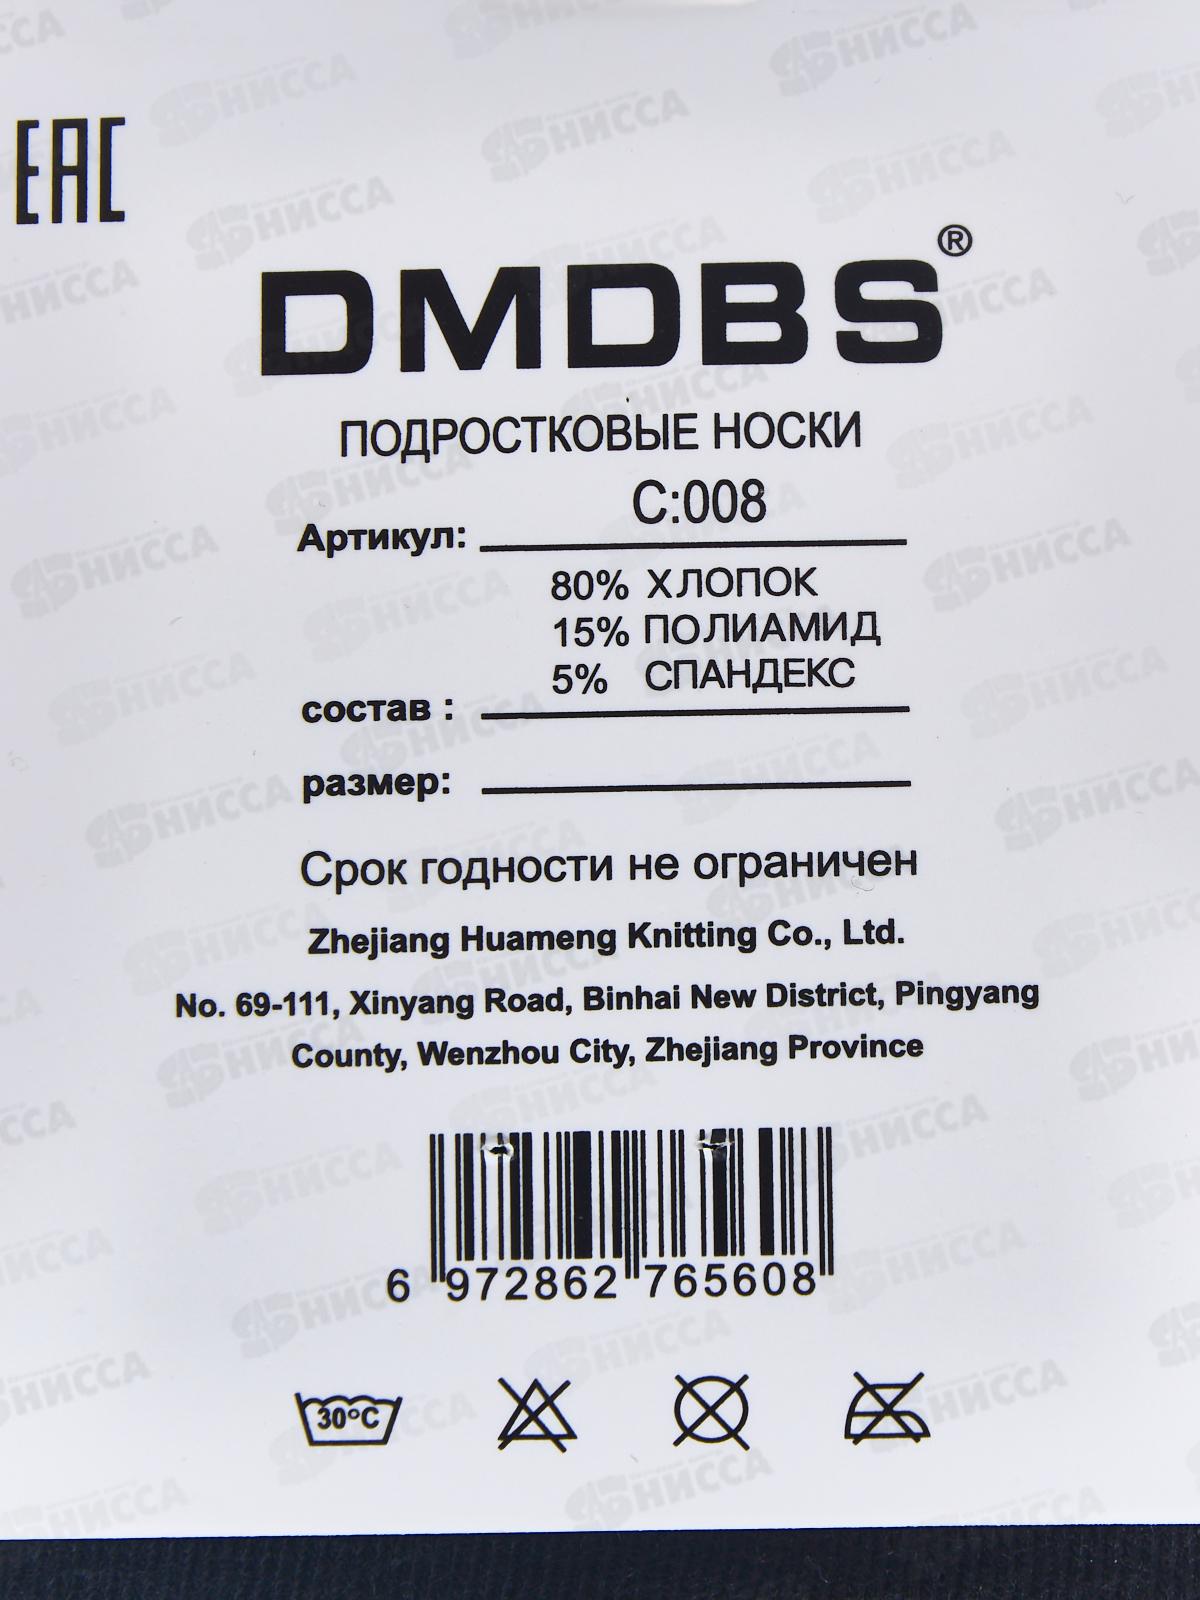 EAC
DMDBS®
ПОДРОСТКОВЫЕ НОСКИ
Артикул: C:008
80% ХЛОПОК
15% ПОЛИАМИД
5% СПАНДЕКС
состав :
размер:
Срок годности не ограничен
Zhejiang Huameng Knitting Co., Ltd.
No. 69-111, Xinyang Road, Binhai New District, Pingyang
County, Wenzhou City, Zhejiang Province
6 972862 765608
30°C